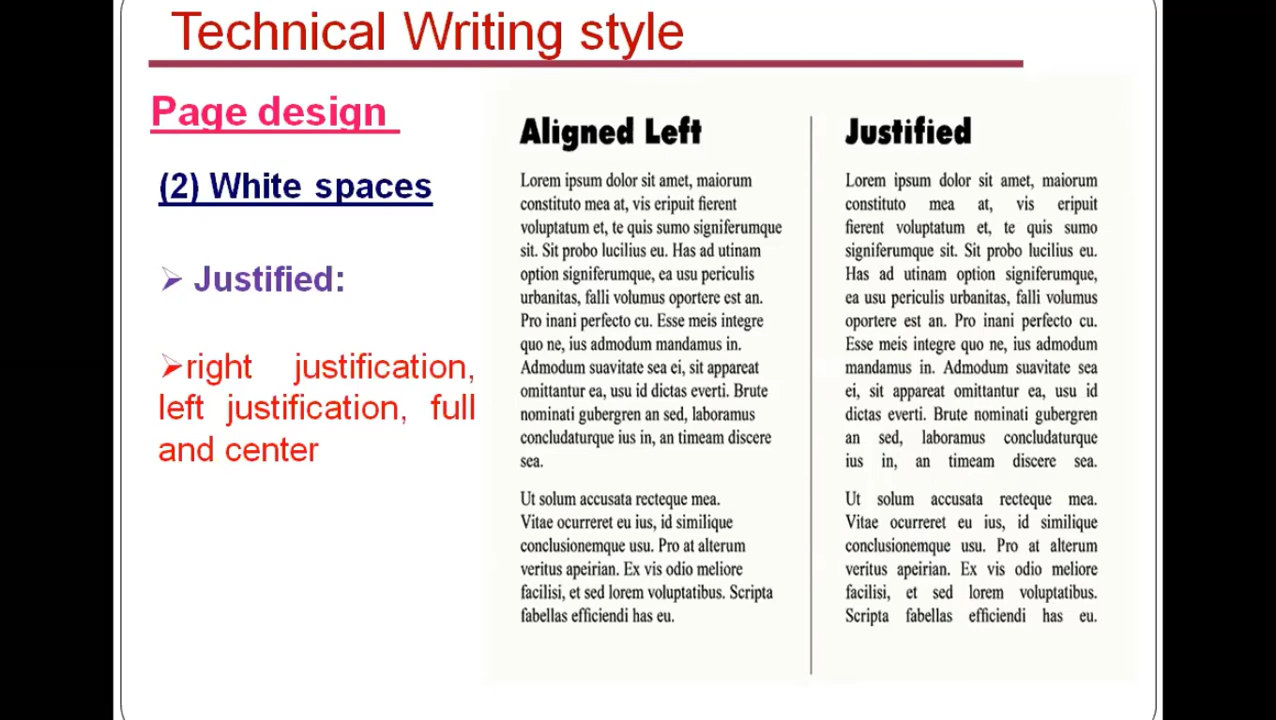 Technical Writing style
Page design
(2) White spaces
Justified:
right justification,
left justification, full
and center
Aligned Left
Lorem ipsum dolor sit amet, maiorum
constituto mea at, vis eripuit fierent
voluptatum et, te quis sumo signiferumque
sit. Sit probo lucilius eu. Has ad utinam
option signiferumque, ea usu periculis
urbanitas, falli volumus oportere est an.
Pro inani perfecto cu. Esse meis integre
quo ne, ius admodum mandamus in.
Admodum suavitate sea ei, sit appareat
omittantur ea, usu id dictas everti. Brute
nominati gubergren an sed, laboramus
concludaturque ius in, an timeam discere
sea.
Ut solum accusata recteque mea.
Vitae ocurreret eu ius, id similique
conclusionemque usu. Pro at alterum
veritus apeirian. Ex vis odio meliore
facilisi, et sed lorem voluptatibus. Scripta
fabellas efficiendi has eu.
Justified
Lorem ipsum dolor sit amet, maiorum
constituto mea at, vis eripuit
fierent voluptatum et, te quis sumo
signiferumque sit. Sit probo lucilius eu.
Has ad utinam option signiferumque,
ea usu periculis urbanitas, falli volumus
oportere est an. Pro inani perfecto cu.
Esse meis integre quo ne, ius admodum
mandamus in. Admodum suavitate sea
ei, sit appareat omittantur ea, usu id
dictas everti. Brute nominati gubergren
an sed, laboramus concludaturque
ius in, an timeam discere sea.
Ut solum accusata recteque mea.
Vitae ocurreret eu ius, id similique
conclusionemque usu. Pro at alterum
veritus apeirian. Ex vis odio meliore
facilisi, et sed lorem voluptatibus.
Scripta fabellas efficiendi has eu.